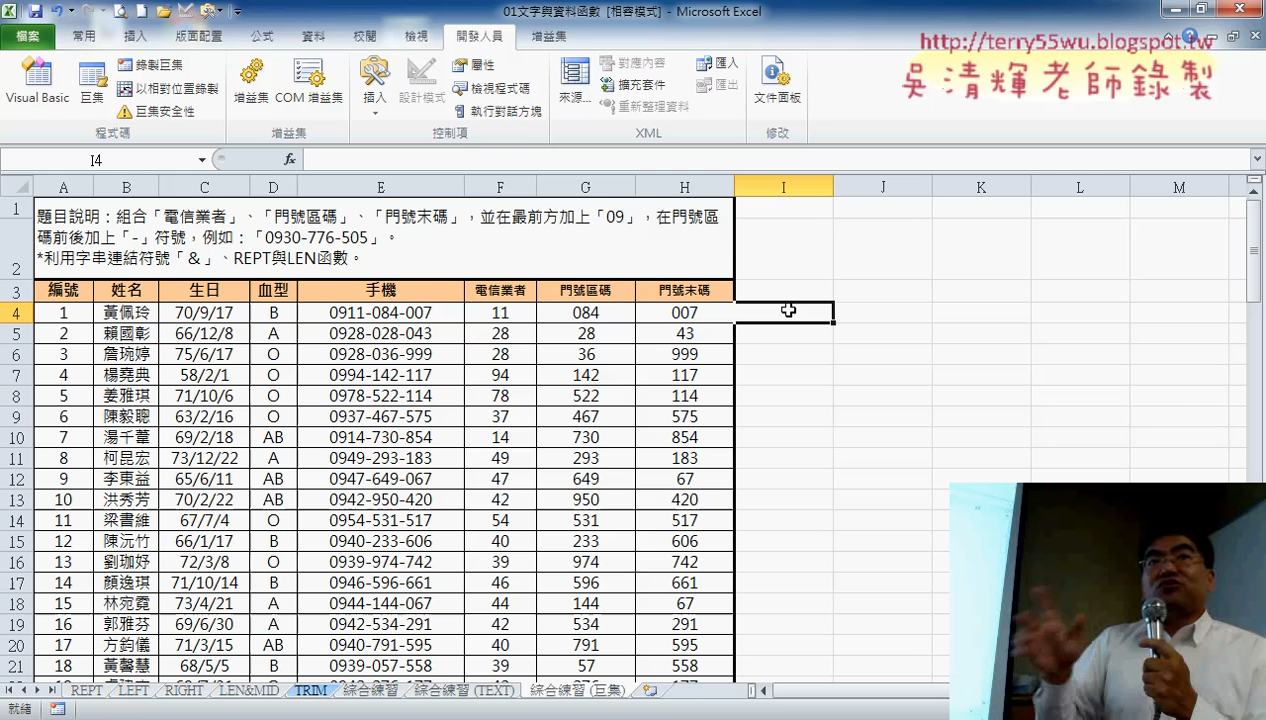 01文字與資料函數 [相容模式] - Microsoft Excel
檔案 常用 插入 版面配置 公式 資料 校閱 檢視 開發人員 增益集
http://terry55wu.blogspot.tw
吳清輝老師錄製
Visual Basic 巨集 錄製巨集 以相對位置錄製 巨集安全性
增益集 COM 增益集
插入 設計模式 屬性 檢視程式碼 執行對話方塊
來源... 對應內容 擴充套件 重新整理資料 匯入 匯出
文件面板
程式碼 增益集 控制項 XML 修改
I4 fx
A B C D E F G H I J K L M
1 題目說明：組合「電信業者」、「門號區碼」、「門號末碼」，並在最前方加上「09」，在門號區
碼前後加上「-」符號，例如：「0930-776-505」。
2 *利用字串連結符號「&」、REPT與LEN函數。
3 編號 姓名 生日 血型 手機 電信業者 門號區碼 門號末碼
4 1 黃佩玲 70/9/17 B 0911-084-007 11 084 007
5 2 賴國彰 66/12/8 A 0928-028-043 28 28 43
6 3 詹琬婷 75/6/17 O 0928-036-999 28 36 999
7 4 楊堯典 58/2/1 O 0994-142-117 94 142 117
8 5 姜雅琪 71/10/6 O 0978-522-114 78 522 114
9 6 陳毅聰 63/2/16 O 0937-467-575 37 467 575
10 7 湯千葦 69/2/18 AB 0914-730-854 14 730 854
11 8 柯昆宏 73/12/22 A 0949-293-183 49 293 183
12 9 李東益 65/6/11 AB 0947-649-067 47 649 67
13 10 洪秀芳 70/2/22 AB 0942-950-420 42 950 420
14 11 梁書維 67/7/4 O 0954-531-517 54 531 517
15 12 陳沅竹 66/1/17 B 0940-233-606 40 233 606
16 13 劉珈妤 72/3/8 O 0939-974-742 39 974 742
17 14 顏逸琪 71/10/14 B 0946-596-661 46 596 661
18 15 林宛霓 73/4/21 A 0944-144-067 44 144 67
19 16 郭雅芬 69/6/30 A 0942-534-291 42 534 291
20 17 方鈞儀 71/3/15 AB 0940-791-595 40 791 595
21 18 黃馨慧 68/5/5 B 0939-057-558 39 57 558
REPT LEFT RIGHT LEN&MID TRIM 綜合練習 綜合練習 (TEXT) 綜合練習 (巨集)
就緒